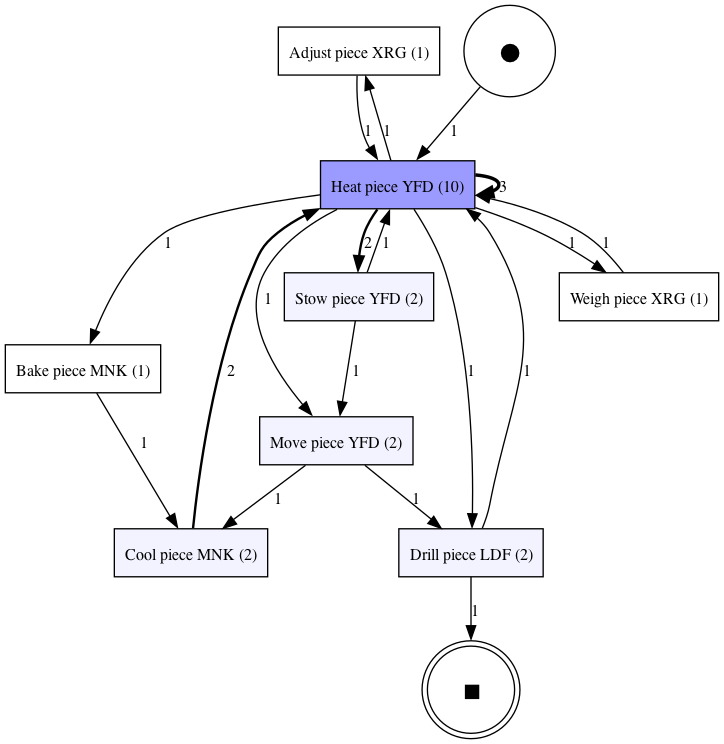 Adjust piece XRG (1)
1
1
1
Heat piece YFD (10)
3
1
2
1
1
1
Stow piece YFD (2)
1
Weigh piece XRG (1)
Bake piece MNK (1)
2
1
1
1
1
Move piece YFD (2)
1
1
Cool piece MNK (2)
Drill piece LDF (2)
1